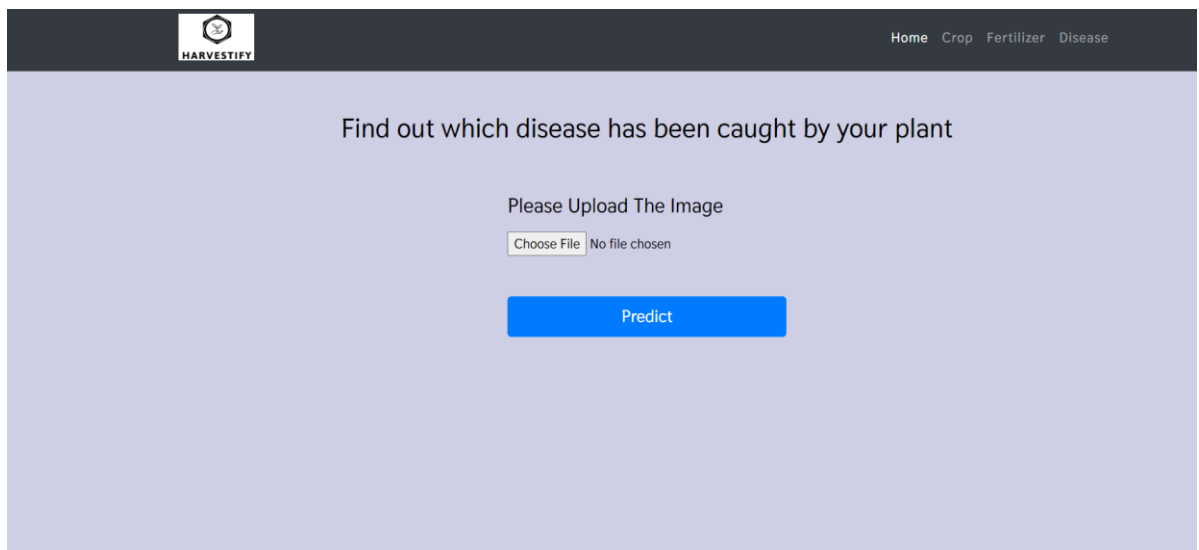 HARVESTIFY
Home Crop Fertilizer Disease
Find out which disease has been caught by your plant
Please Upload The Image
Choose File No file chosen
Predict